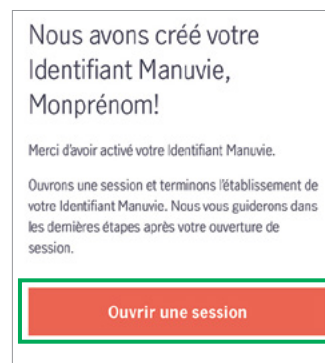 Nous avons créé votre
Identifiant Manuvie,
Monprénom!
Merci d'avoir activé votre Identifiant Manuvie.
Ouvrons une session et terminons l'établissement de
votre Identifiant Manuvie. Nous vous guiderons dans
les dernières étapes après votre ouverture de
session.
Ouvrir une session